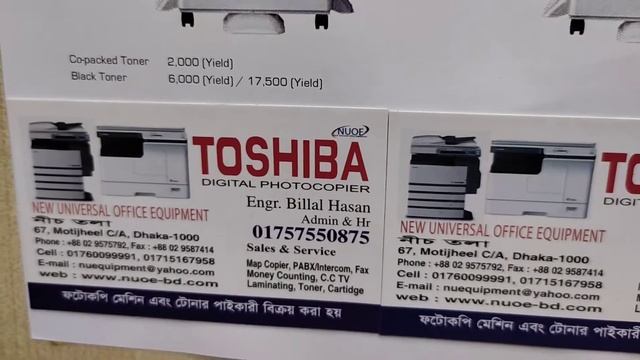 Co-packed Toner 2,000 (Yield)
Black Toner 6,000 (Yield) / 17,500 (Yield)
NUOE
TOSHIBA
DIGITAL PHOTOCOPIER
Engr. Billal Hasan
Admin & Hr
01757550875
Sales & Service
Map Copier, PABX/Intercom, Fax
Money Counting, C.C TV
Laminating, Toner, Cartidge
NEW UNIVERSAL OFFICE EQUIPMENT
নীচ তলা
67, Motijheel C/A, Dhaka-1000
Phone : +88 02 9575792, Fax : +88 02 9587414
Cell : 01760099991, 01715167958
E-mail : nuequipment@yahoo.com
web : www.nuoe-bd.com
ফটোকপি মেশিন এবং টোনার পাইকারী বিক্রয় করা হয়
TO
DIGIT
NEW UNIVERSAL OFFICE EQUIPMENT
নীচ তলা
67, Motijheel C/A, Dhaka-1000
Phone : +88 02 9575792, Fax : +88 02 9587414
Cell : 01760099991, 01715167958
E-mail : nuequipment@yahoo.com
web : www.nuoe-bd.com
ফটোকপি মেশিন এবং টোনার পাইকারী